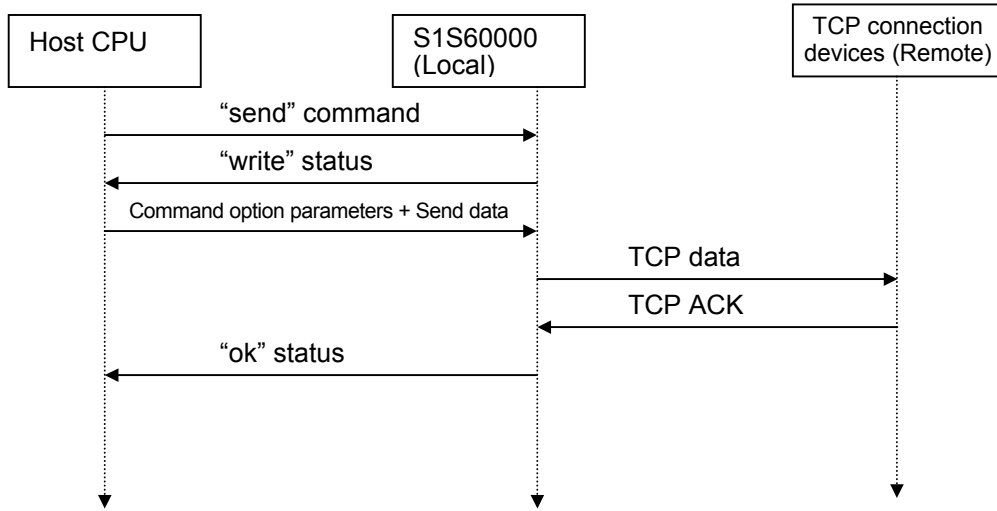 Host CPU
S1S60000
(Local)
TCP connection
devices (Remote)
“send” command
“write” status
Command option parameters + Send data
TCP data
TCP ACK
“ok” status